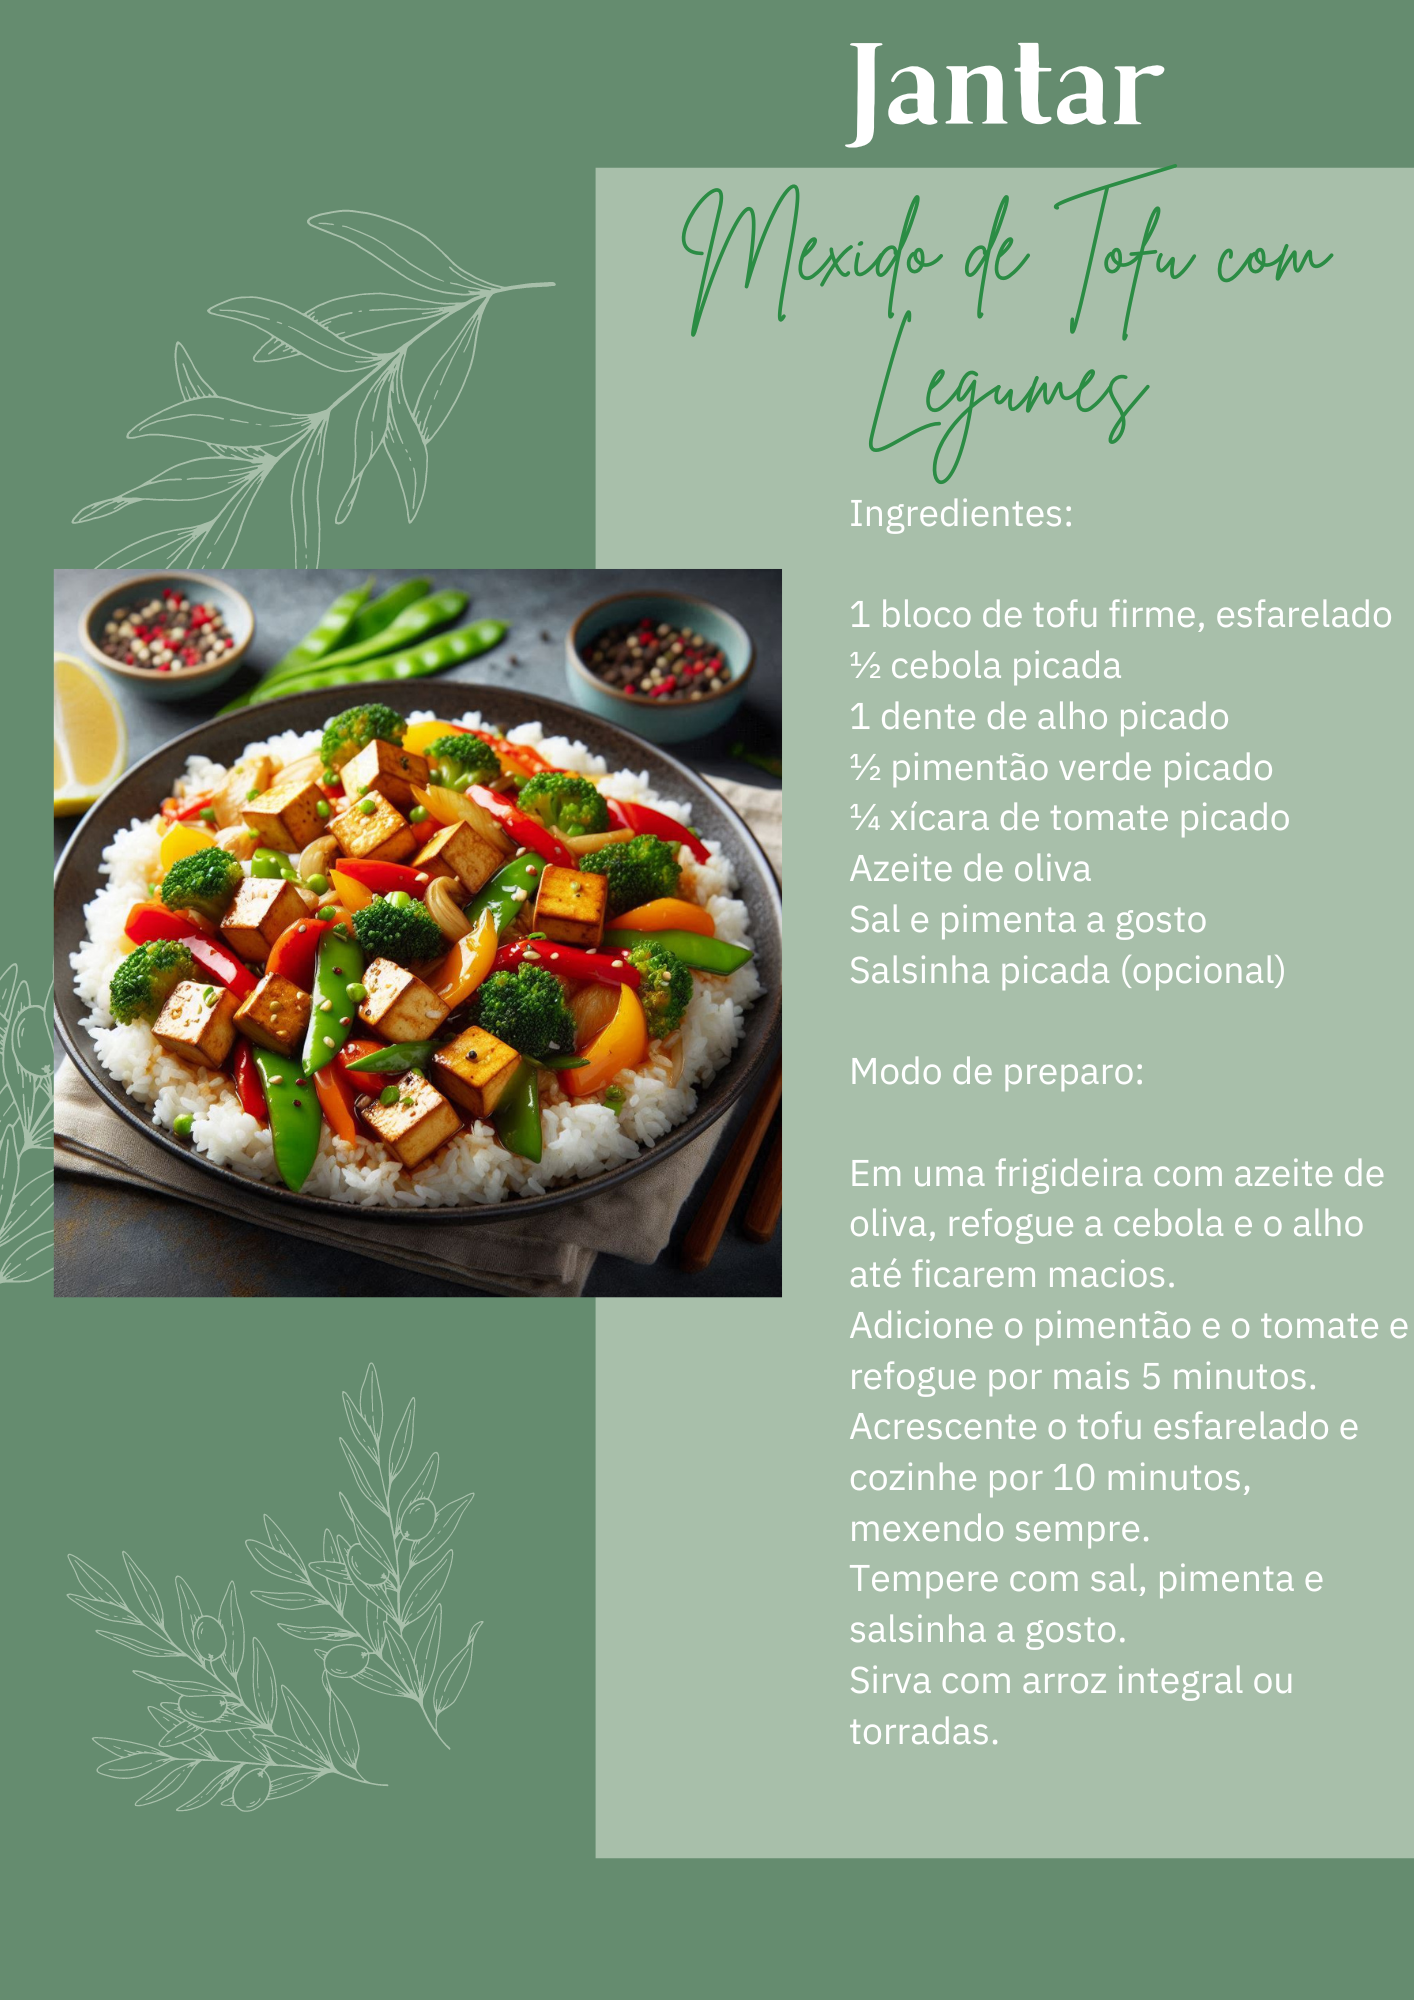 Jantar
Mexido de Tofu com
Legumes
Ingredientes:
1 bloco de tofu firme, esfarelado
½ cebola picada
1 dente de alho picado
½ pimentão verde picado
¼ xícara de tomate picado
Azeite de oliva
Sal e pimenta a gosto
Salsinha picada (opcional)
Modo de preparo:
Em uma frigideira com azeite de
oliva, refogue a cebola e o alho
até ficarem macios.
Adicione o pimentão e o tomate e
refogue por mais 5 minutos.
Acrescente o tofu esfarelado e
cozinhe por 10 minutos,
mexendo sempre.
Tempere com sal, pimenta e
salsinha a gosto.
Sirva com arroz integral ou
torradas.